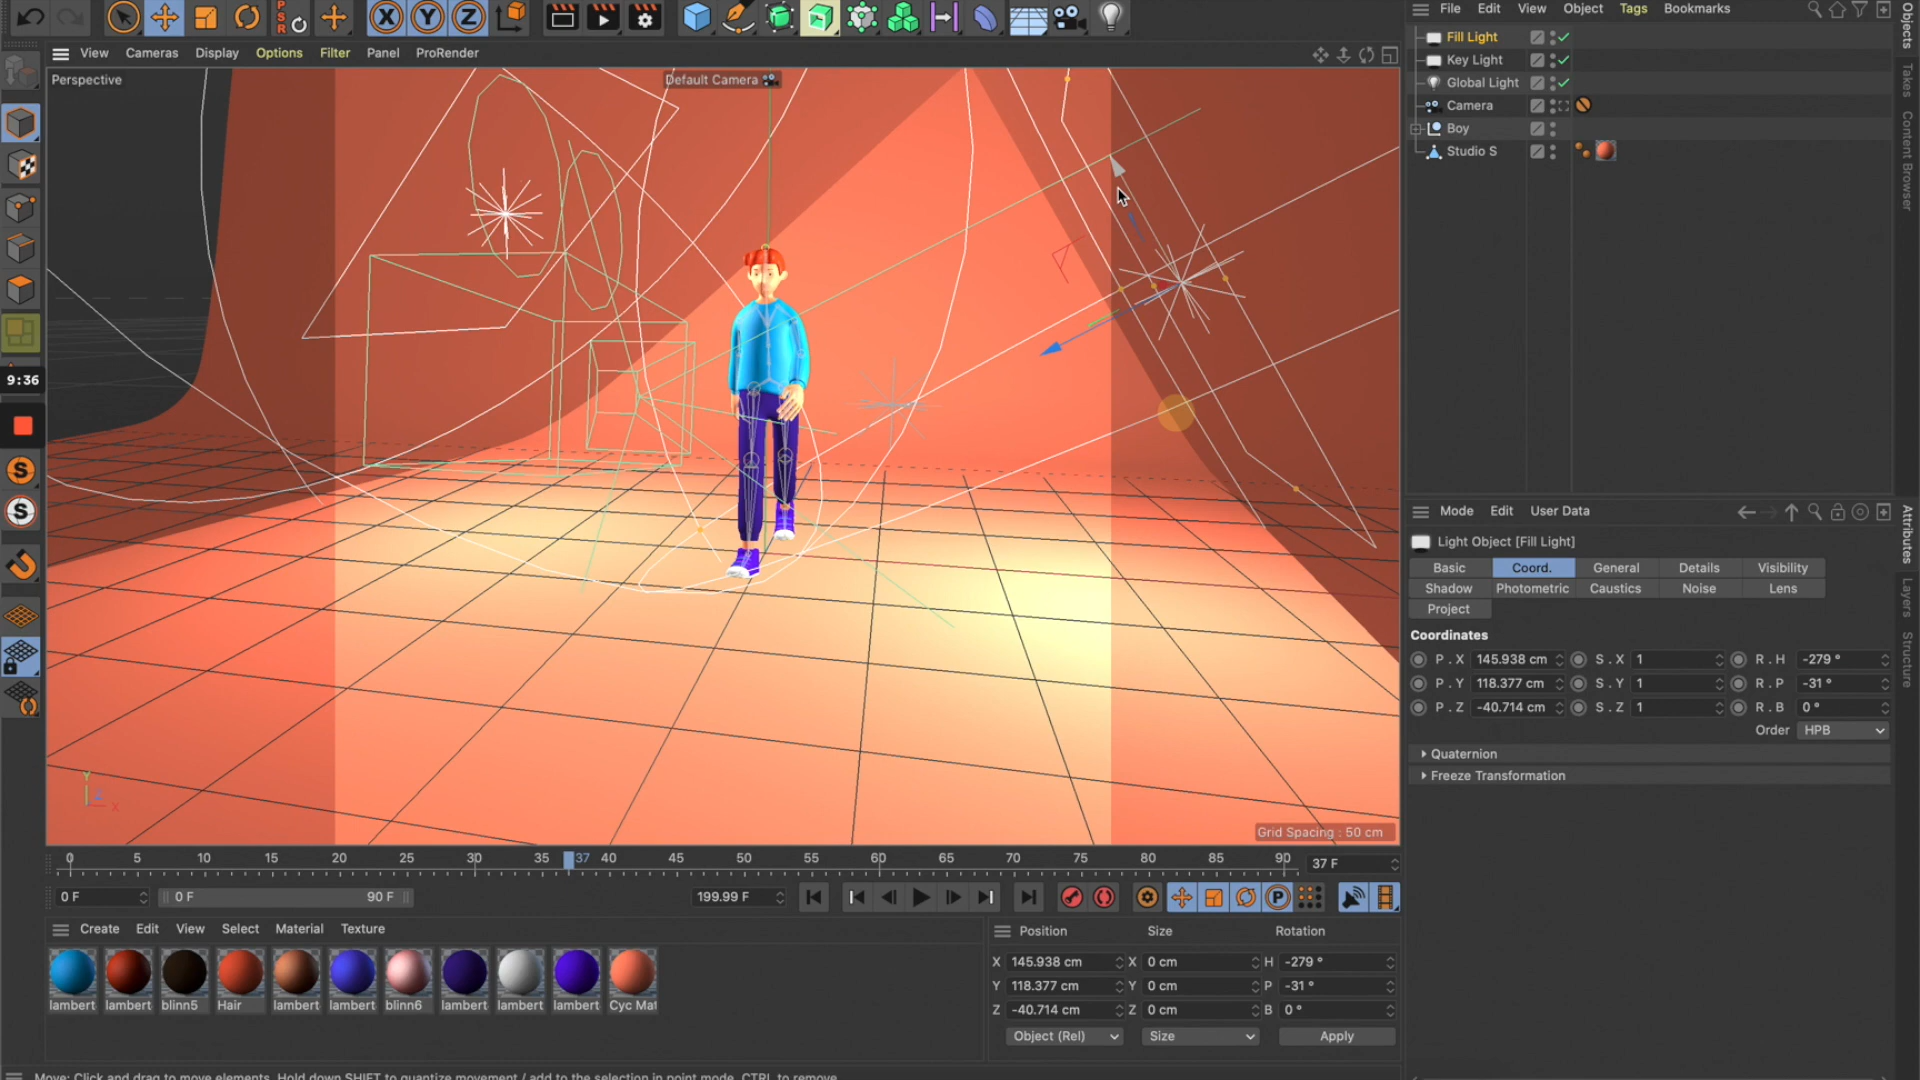 PSR
X Y Z
File Edit View Object Tags Bookmarks
View Cameras Display Options Filter Panel ProRender
Perspective
Default Camera
Fill Light
Key Light
Global Light
Camera
Boy
Studio S
Objects
Takes
Content Browser
9:36
S
S
Mode Edit User Data
Light Object [Fill Light]
Basic Coord. General Details Visibility
Shadow Photometric Caustics Noise Lens
Project
Coordinates
P . X 145.938 cm S . X 1 R . H -279 °
P . Y 118.377 cm S . Y 1 R . P -31 °
P . Z -40.714 cm S . Z 1 R . B 0 °
Order HPB
Quaternion
Freeze Transformation
Attributes
Layers
Structure
Y
Z
X
Grid Spacing : 50 cm
0 5 10 15 20 25 30 35 37 40 45 50 55 60 65 70 75 80 85 90 37 F
0 F 0 F 90 F 199.99 F P
Create Edit View Select Material Texture
lambert lambert blinn5 Hair lambert lambert blinn6 lambert lambert lambert Cyc Mat
Position Size Rotation
X 145.938 cm X 0 cm H -279 °
Y 118.377 cm Y 0 cm P -31 °
Z -40.714 cm Z 0 cm B 0 °
Object (Rel) Size Apply
Move: Click and drag to move elements. Hold down SHIFT to quantize movement / add to the selection in point mode, CTRL to remove.